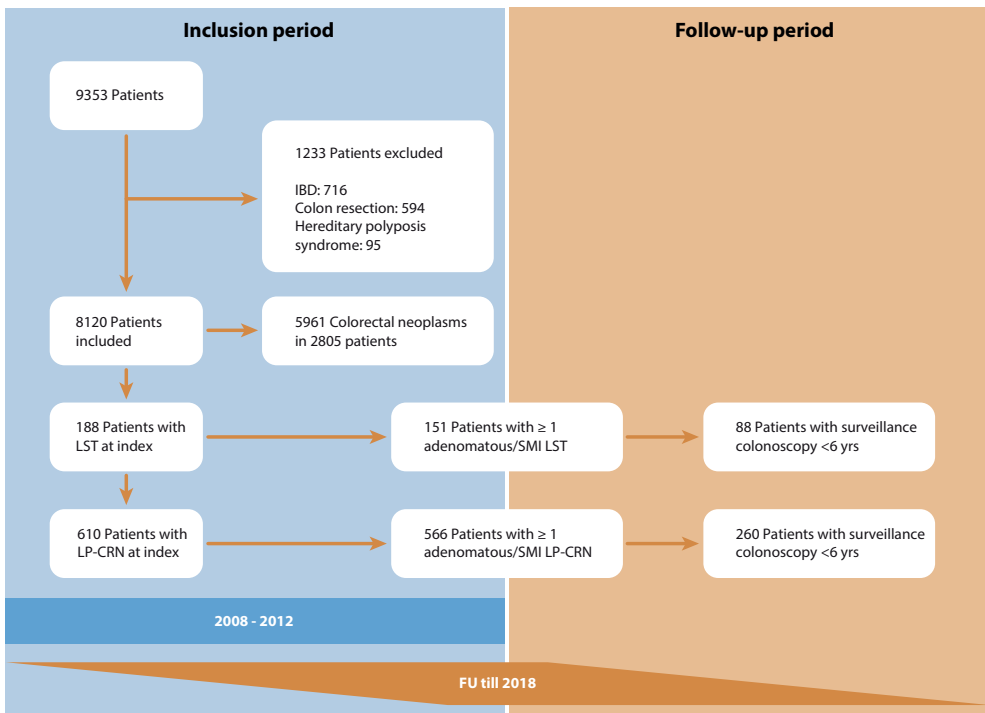 Inclusion period
Follow-up period
9353 Patients
1233 Patients excluded
IBD: 716
Colon resection: 594
Hereditary polyposis
syndrome: 95
8120 Patients
included
5961 Colorectal neoplasms
in 2805 patients
188 Patients with
LST at index
151 Patients with ≥ 1
adenomatous/SMI LST
88 Patients with surveillance
colonoscopy <6 yrs
610 Patients with
LP-CRN at index
566 Patients with ≥ 1
adenomatous/SMI LP-CRN
260 Patients with surveillance
colonoscopy <6 yrs
2008 - 2012
FU till 2018